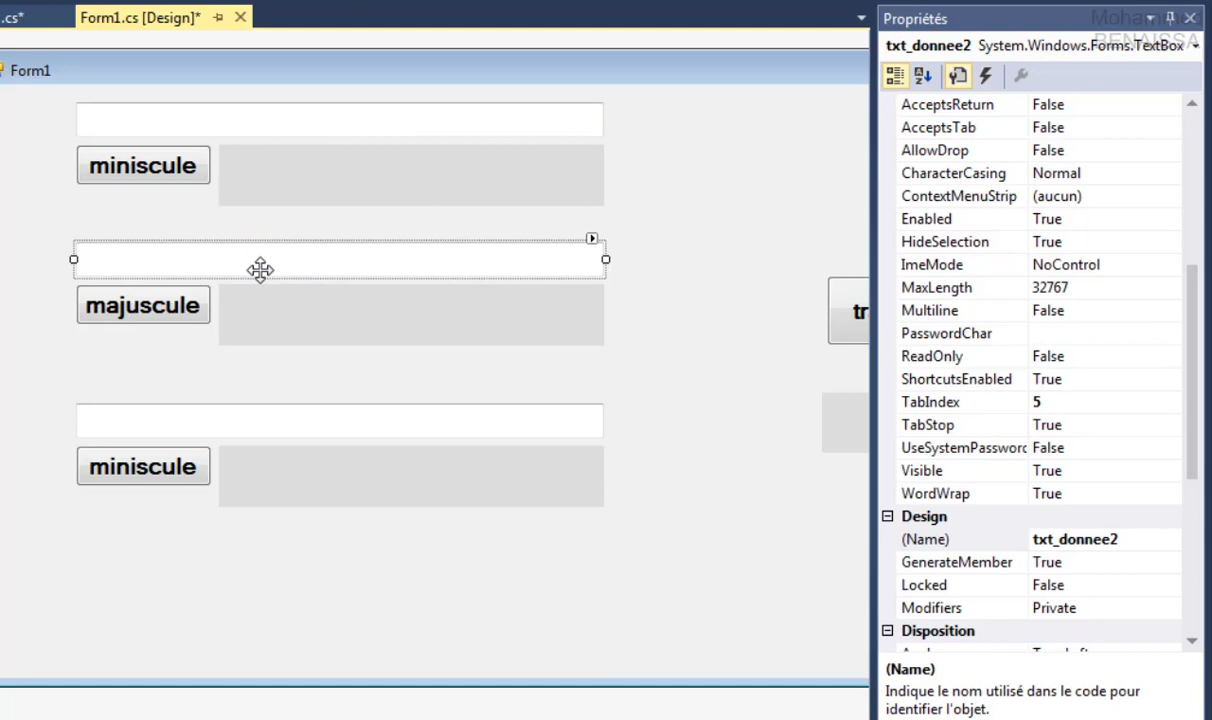 .cs*
Form1.cs [Design]*
Form1
miniscule
majuscule
miniscule
tr
Propriétés
Mohammed
BENAISSA
txt_donnee2 System.Windows.Forms.TextBox
AcceptsReturn False
AcceptsTab False
AllowDrop False
CharacterCasing Normal
ContextMenuStrip (aucun)
Enabled True
HideSelection True
ImeMode NoControl
MaxLength 32767
Multiline False
PasswordChar
ReadOnly False
ShortcutsEnabled True
TabIndex 5
TabStop True
UseSystemPassword False
Visible True
WordWrap True
Design
(Name) txt_donnee2
GenerateMember True
Locked False
Modifiers Private
Disposition
(Name)
Indique le nom utilisé dans le code pour
identifier l'objet.